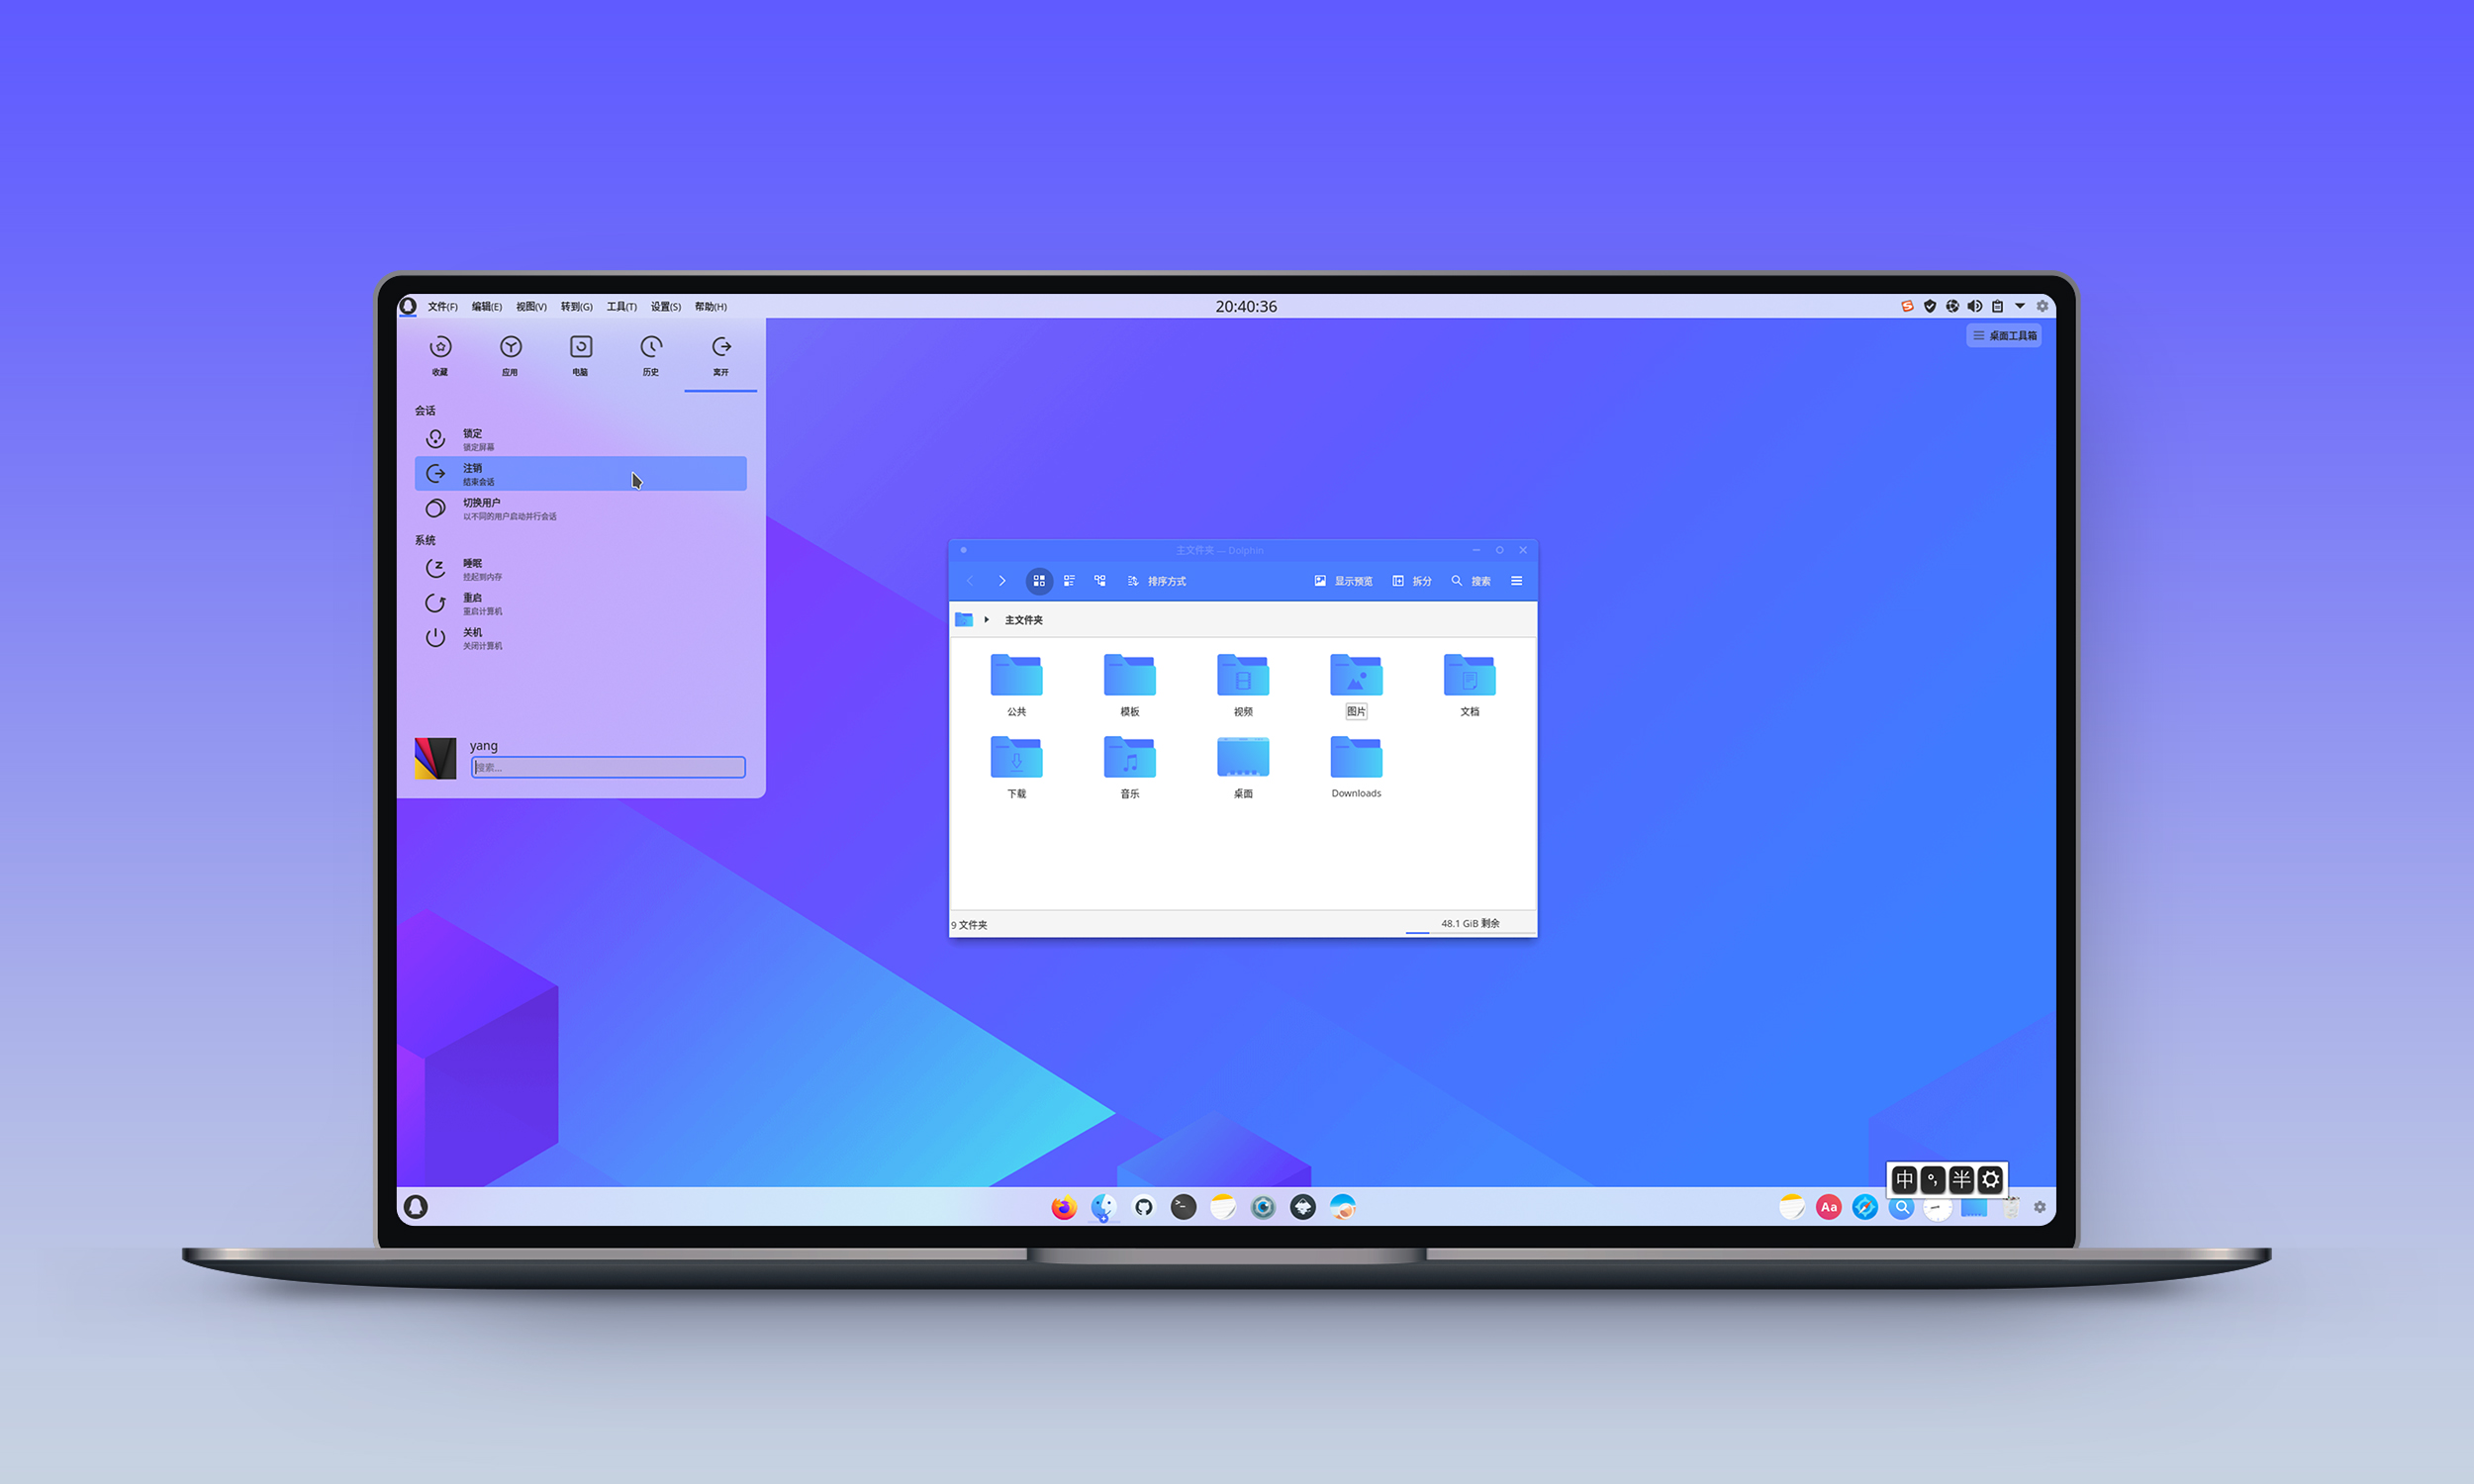 文件(F) 编辑(E) 视图(V) 转到(G) 工具(T) 设置(S) 帮助(H)
20:40:36
桌面工具箱
收藏 应用 电脑 历史 离开
会话
锁定
锁定屏幕
注销
结束会话
切换用户
以不同的用户启动并行会话
系统
睡眠
挂起到内存
重启
重启计算机
关机
关闭计算机
yang
搜索...
主文件夹 — Dolphin
排序方式 显示预览 拆分 搜索
主文件夹
公共 模板 视频 图片 文档
下载 音乐 桌面 Downloads
9 文件夹 48.1 GiB 剩余
中 °, 半
Aa